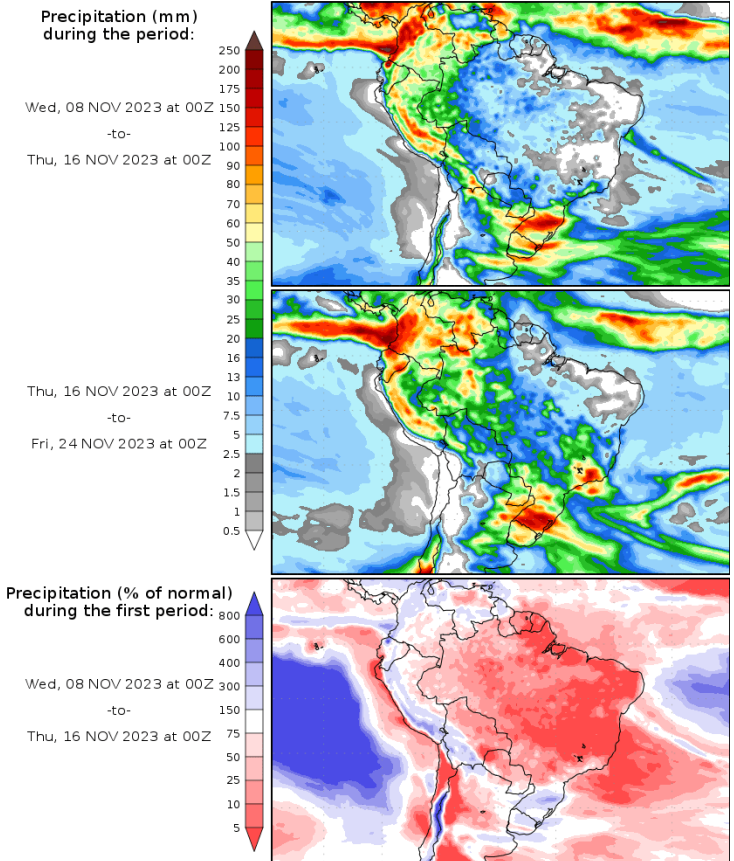 Precipitation (mm)
during the period:
Wed, 08 NOV 2023 at 00Z
-to-
Thu, 16 NOV 2023 at 00Z
250
200
175
150
125
100
90
80
70
60
50
40
35
30
25
20
16
13
10
7.5
5
2.5
2
1.5
1
0.5
Thu, 16 NOV 2023 at 00Z
-to-
Fri, 24 NOV 2023 at 00Z
Precipitation (% of normal)
during the first period:
Wed, 08 NOV 2023 at 00Z
-to-
Thu, 16 NOV 2023 at 00Z
800
600
400
300
150
75
50
25
10
5